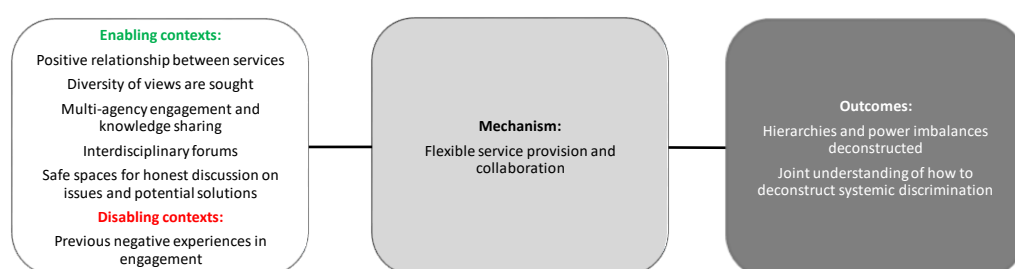 Enabling contexts:
Positive relationship between services
Diversity of views are sought
Multi-agency engagement and
knowledge sharing
Interdisciplinary forums
Safe spaces for honest discussion on
issues and potential solutions
Disabling contexts:
Previous negative experiences in
engagement
Mechanism:
Flexible service provision and
collaboration
Outcomes:
Hierarchies and power imbalances
deconstructed
Joint understanding of how to
deconstruct systemic discrimination